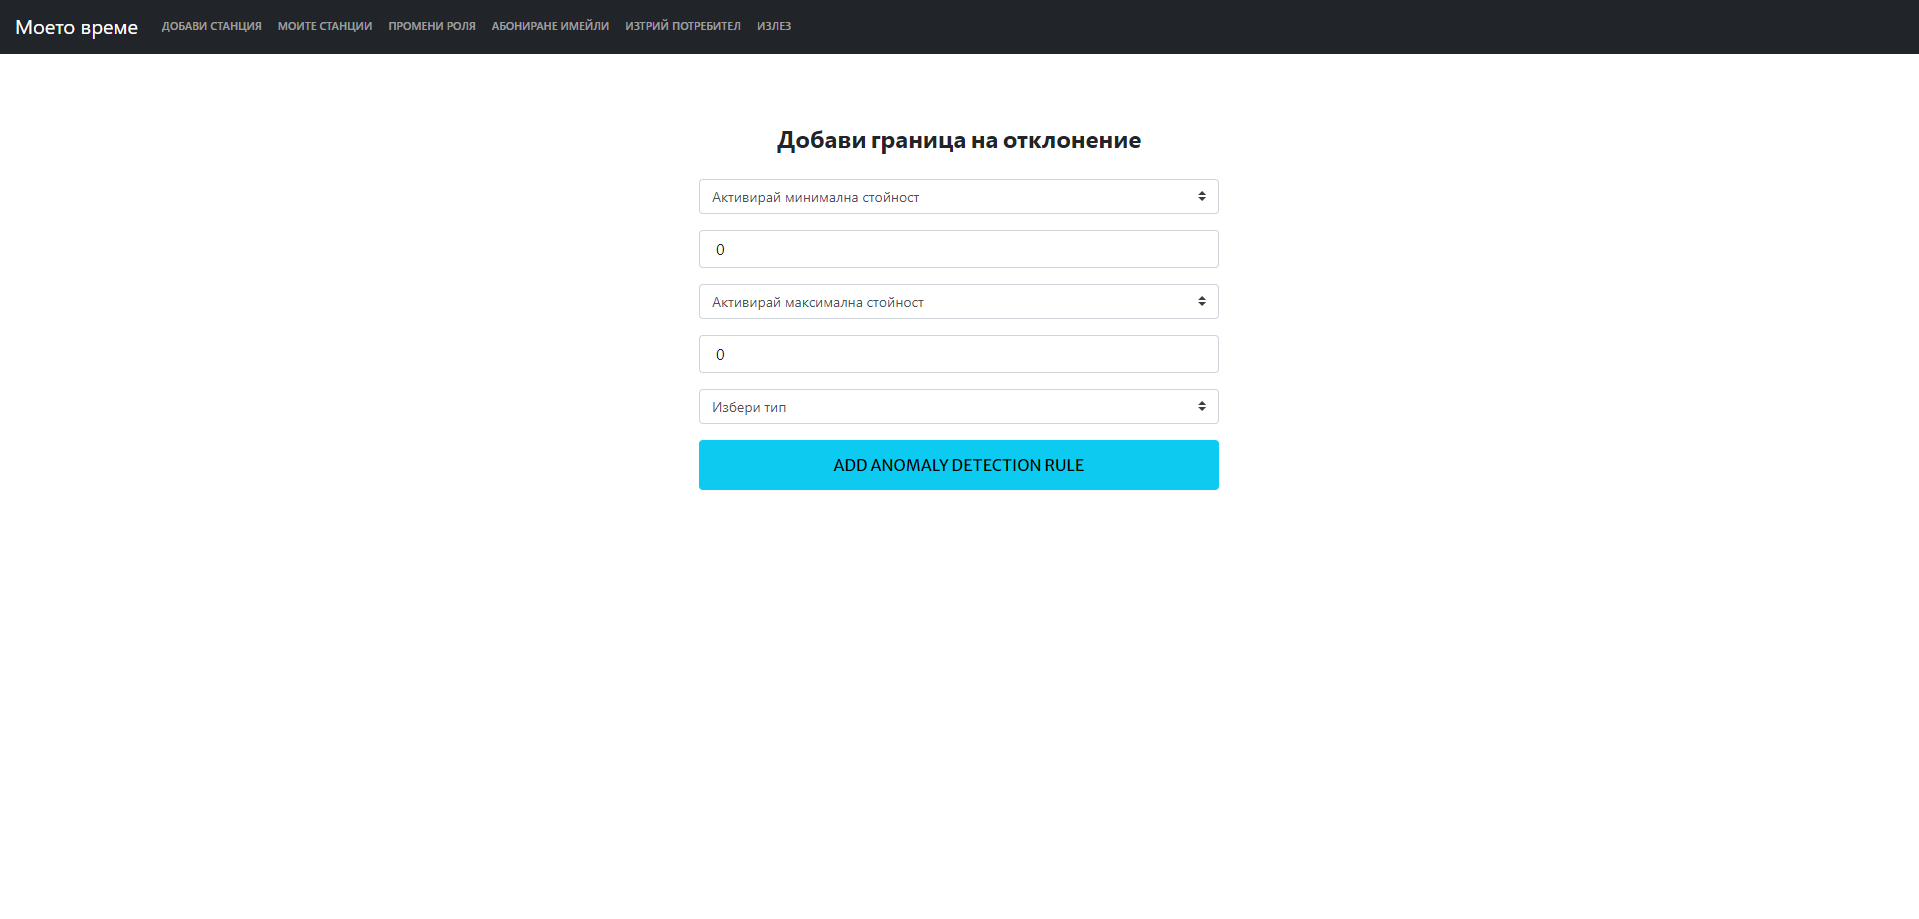 Моето време ДОБАВИ СТАНЦИЯ МОИТЕ СТАНЦИИ ПРОМЕНИ РОЛЯ АБОНИРАНЕ ИМЕЙЛИ ИЗТРИЙ ПОТРЕБИТЕЛ ИЗЛЕЗ
Добави граница на отклонение
Активирай минимална стойност
0
Активирай максимална стойност
0
Избери тип
ADD ANOMALY DETECTION RULE